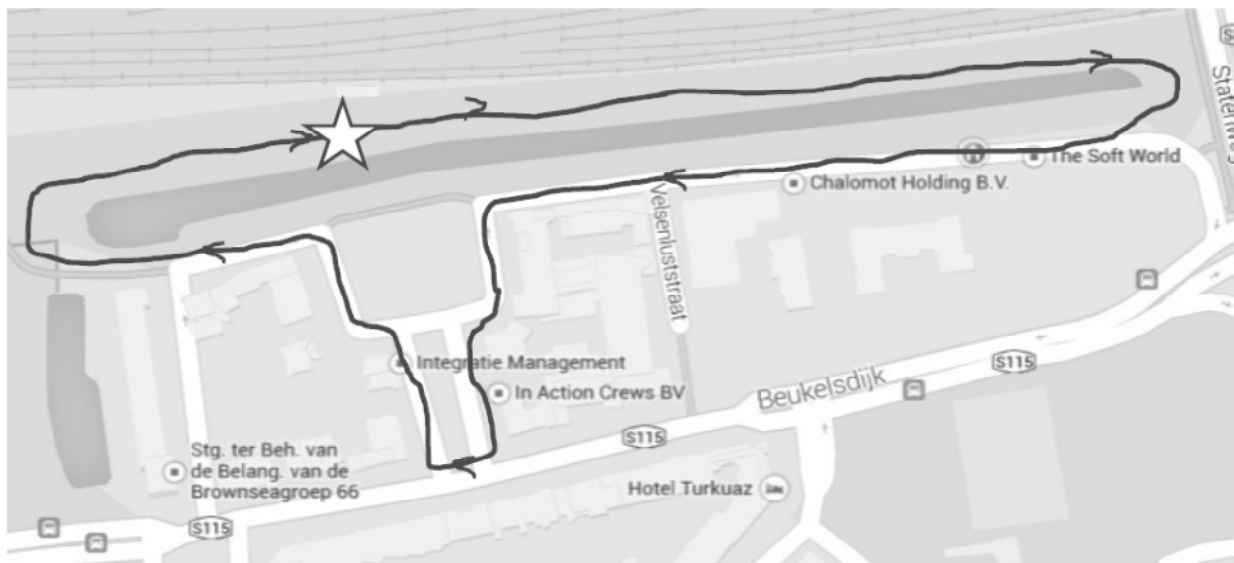 Statenweg
The Soft World
Chalomot Holding B.V.
Velsenluststraat
Integratie Management
In Action Crews BV
Beukelsdijk
S115
S115
Stg. ter Beh. van
de Belang. van de
Brownseagroep 66
Hotel Turkuaz
S115